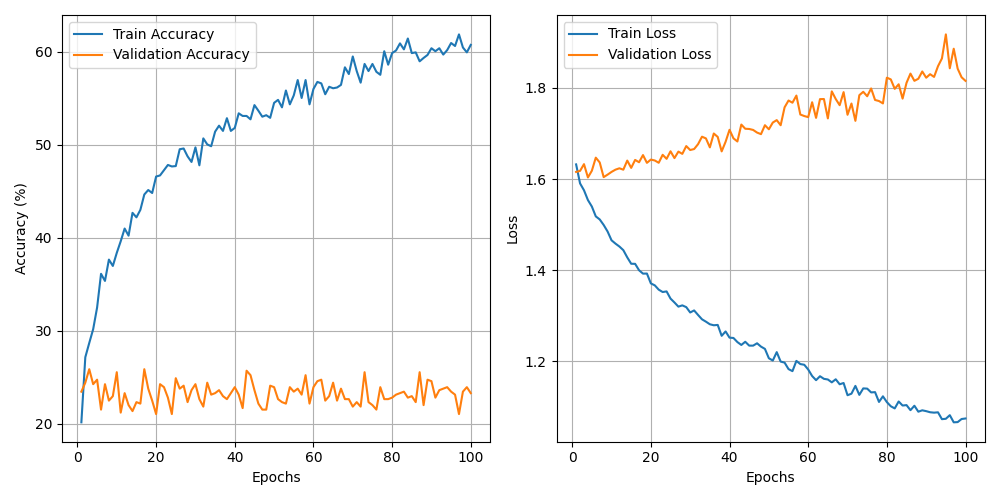 Train Accuracy
Validation Accuracy
Accuracy (%)
60
50
40
30
20
0 20 40 60 80 100
Epochs
Train Loss
Validation Loss
Loss
1.8
1.6
1.4
1.2
0 20 40 60 80 100
Epochs